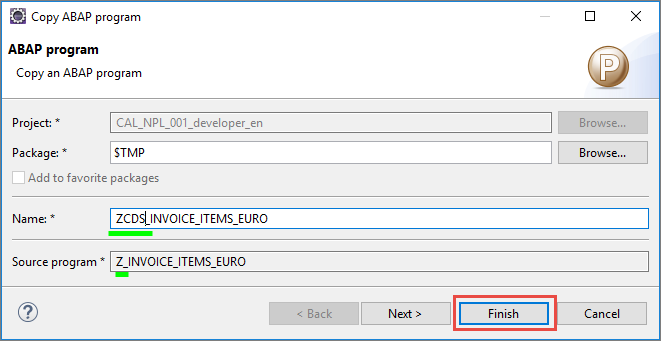 Copy ABAP program
ABAP program
Copy an ABAP program
P
Project: * CAL_NPL_001_developer_en Browse...
Package: * $TMP Browse...
Add to favorite packages
Name: * ZCDS_INVOICE_ITEMS_EURO
Source program * Z_INVOICE_ITEMS_EURO
? < Back Next > Finish Cancel